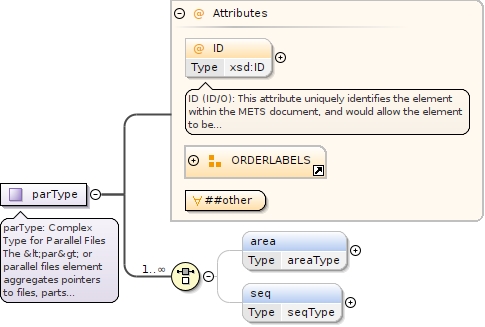 Attributes
@ ID
Type xsd:ID
ID (ID/O): This attribute uniquely identifies the element
within the METS document, and would allow the element
to be...
ORDERLABELS
##other
parType
parType: Complex
Type for Parallel Files
The &lt;par&gt; or
parallel files element
aggregates pointers
to files, parts...
1..∞
area
Type areaType
seq
Type seqType